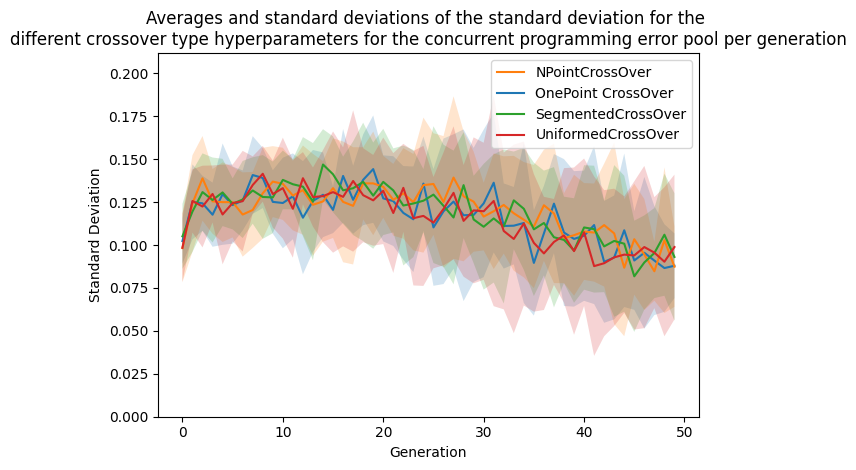 Averages and standard deviations of the standard deviation for the
different crossover type hyperparameters for the concurrent programming error pool per generation
NPointCrossOver
OnePoint CrossOver
SegmentedCrossOver
UniformedCrossOver
Standard Deviation
0.200
0.175
0.150
0.125
0.100
0.075
0.050
0.025
0.000
0
10
20
30
40
50
Generation